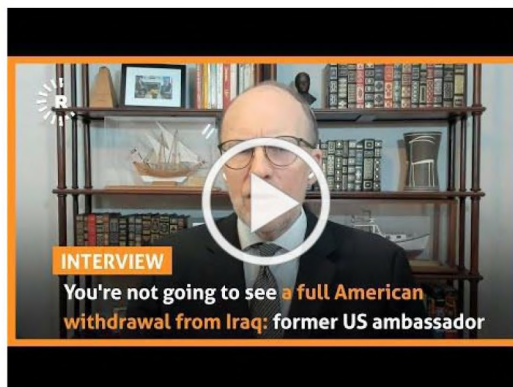 R
INTERVIEW
You're not going to see a full American
withdrawal from Iraq: former US ambassador